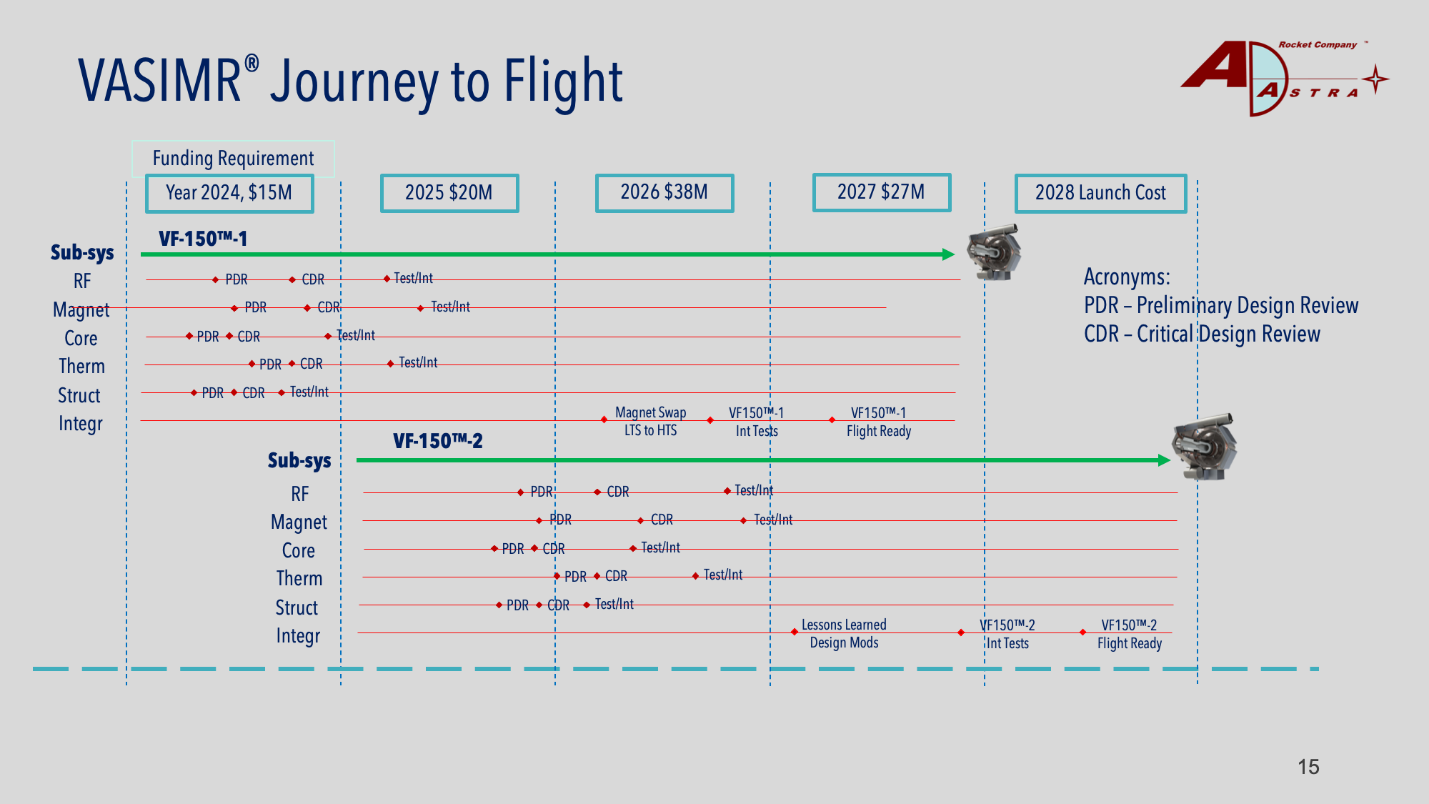 VASIMR® Journey to Flight
Rocket Company ™
AD ASTRA
Funding Requirement
Year 2024, $15M
2025 $20M
2026 $38M
2027 $27M
2028 Launch Cost
VF-150™-1
Sub-sys
RF PDR CDR Test/Int
Magnet PDR CDR Test/Int
Core PDR CDR Test/Int
Therm PDR CDR Test/Int
Struct PDR CDR Test/Int
Integr
Magnet Swap
LTS to HTS
VF150™-1
Int Tests
VF150™-1
Flight Ready
Acronyms:
PDR – Preliminary Design Review
CDR – Critical Design Review
VF-150™-2
Sub-sys
RF PDR CDR Test/Int
Magnet PDR CDR Test/Int
Core PDR CDR Test/Int
Therm PDR CDR Test/Int
Struct PDR CDR Test/Int
Integr
Lessons Learned
Design Mods
VF150™-2
Int Tests
VF150™-2
Flight Ready
15